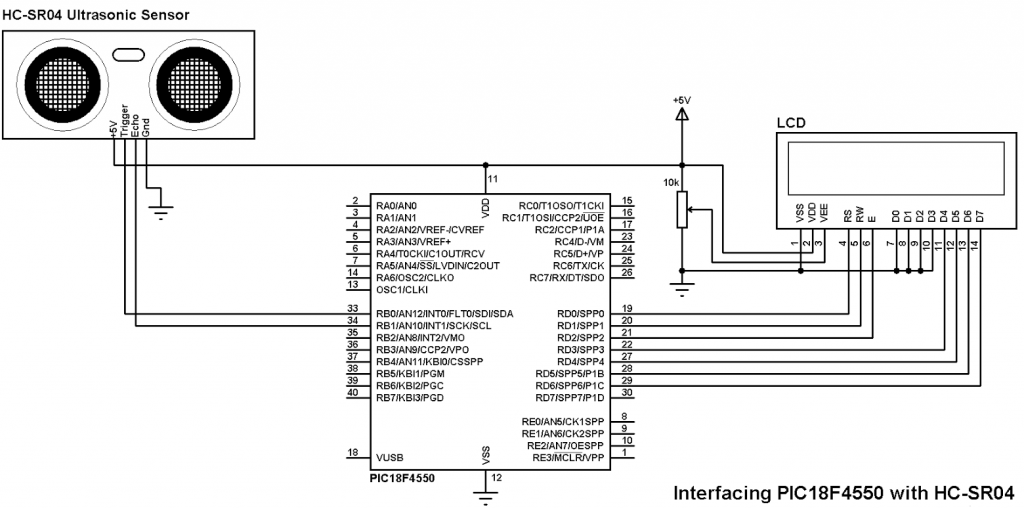 HC-SR04 Ultrasonic Sensor
+5V
Trigger
Echo
Gnd
+5V
10k
LCD
VSS
VDD
VEE
RS
RW
E
D0
D1
D2
D3
D4
D5
D6
D7
1
2
3
4
5
6
7
8
9
10
11
12
13
14
11
VDD
2 RA0/AN0
3 RA1/AN1
4 RA2/AN2/VREF-/CVREF
5 RA3/AN3/VREF+
6 RA4/T0CKI/C1OUT/RCV
7 RA5/AN4/SS/LVDIN/C2OUT
14 RA6/OSC2/CLKO
13 OSC1/CLKI
33 RB0/AN12/INT0/FLT0/SDI/SDA
34 RB1/AN10/INT1/SCK/SCL
35 RB2/AN8/INT2/VMO
36 RB3/AN9/CCP2/VPO
37 RB4/AN11/KBI0/CSSPP
38 RB5/KBI1/PGM
39 RB6/KBI2/PGC
40 RB7/KBI3/PGD
18 VUSB
RC0/T1OSO/T1CKI 15
RC1/T1OSI/CCP2/UOE 16
RC2/CCP1/P1A 17
RC4/D-/VM 23
RC5/D+/VP 24
RC6/TX/CK 25
RC7/RX/DT/SDO 26
RD0/SPP0 19
RD1/SPP1 20
RD2/SPP2 21
RD3/SPP3 22
RD4/SPP4 27
RD5/SPP5/P1B 28
RD6/SPP6/P1C 29
RD7/SPP7/P1D 30
RE0/AN5/CK1SPP 8
RE1/AN6/CK2SPP 9
RE2/AN7/OESPP 10
RE3/MCLR/VPP 1
VSS
12
PIC18F4550
Interfacing PIC18F4550 with HC-SR04